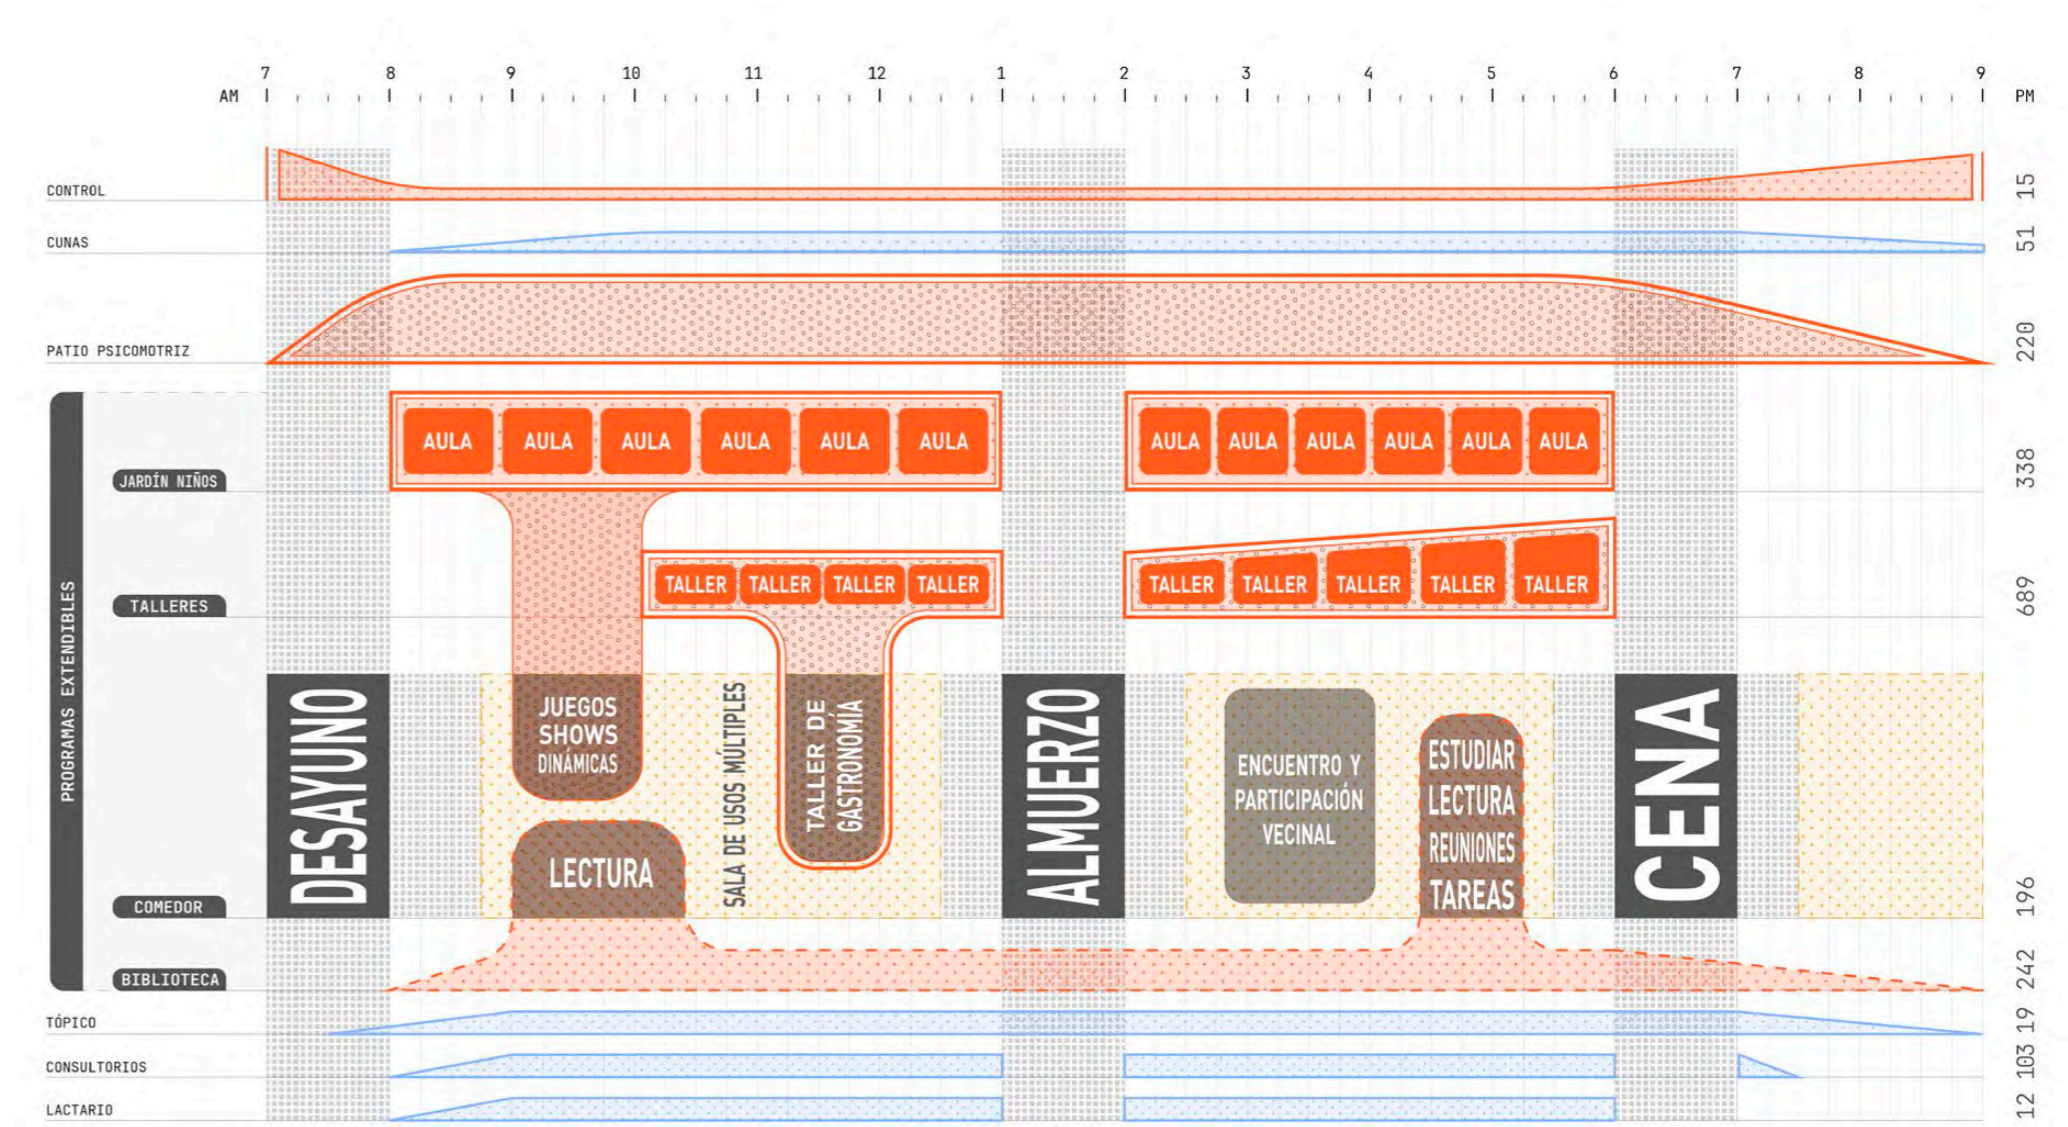 7 8 9 10 11 12 1 2 3 4 5 6 7 8 9
AM PM
CONTROL 15
CUNAS 51
PATIO PSICOMOTRIZ 220
AULA AULA AULA AULA AULA AULA AULA AULA AULA AULA AULA AULA
JARDÍN NIÑOS 338
TALLER TALLER TALLER TALLER TALLER TALLER TALLER TALLER TALLER
TALLERES 689
PROGRAMAS EXTENDIBLES
DESAYUNO
JUEGOS
SHOWS
DINÁMICAS
LECTURA
SALA DE USOS MÚLTIPLES
TALLER DE
GASTRONOMÍA
ALMUERZO
ENCUENTRO Y
PARTICIPACIÓN
VECINAL
ESTUDIAR
LECTURA
REUNIONES
TAREAS
CENA
COMEDOR 196
BIBLIOTECA 242
TÓPICO 19
CONSULTORIOS 103
LACTARIO 12